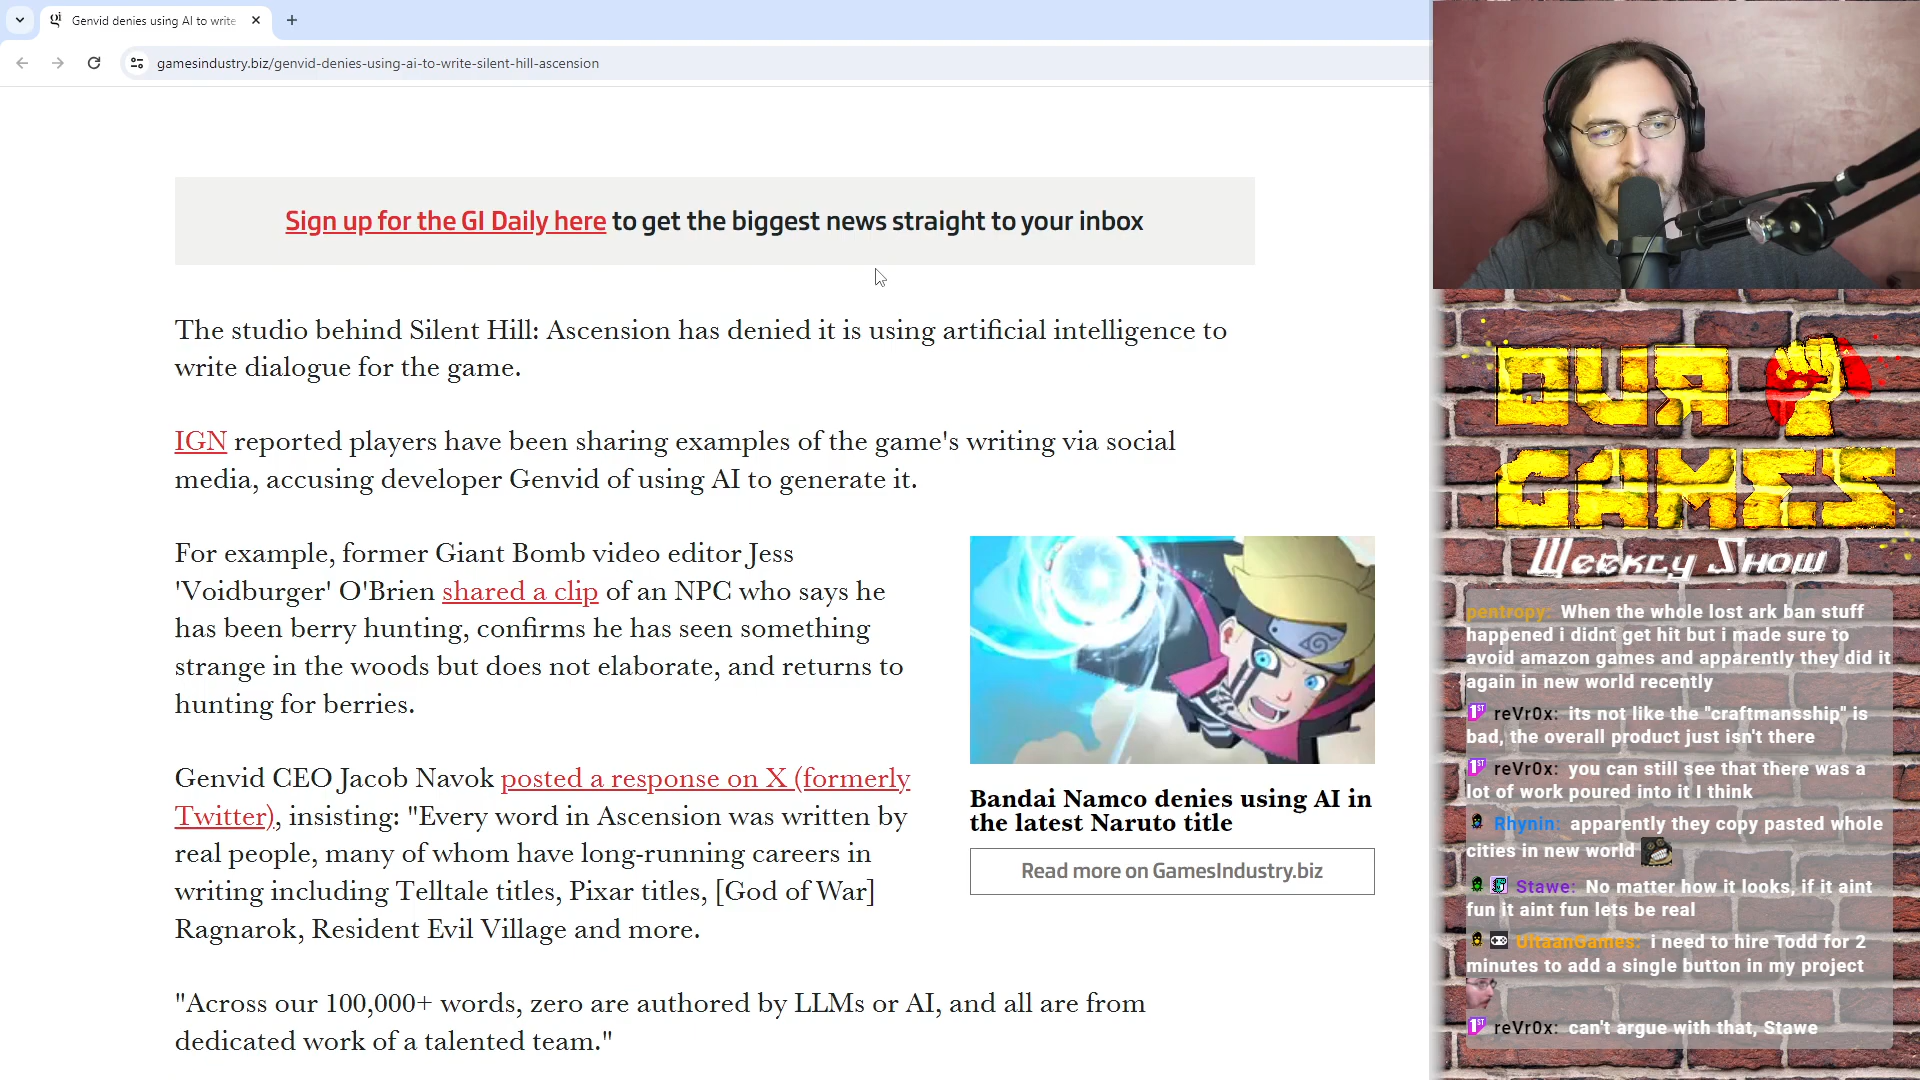 Genvid denies using AI to write
gamesindustry.biz/genvid-denies-using-ai-to-write-silent-hill-ascension
Sign up for the GI Daily here to get the biggest news straight to your inbox
The studio behind Silent Hill: Ascension has denied it is using artificial intelligence to
write dialogue for the game.
IGN reported players have been sharing examples of the game's writing via social
media, accusing developer Genvid of using AI to generate it.
For example, former Giant Bomb video editor Jess
'Voidburger' O'Brien shared a clip of an NPC who says he
has been berry hunting, confirms he has seen something
strange in the woods but does not elaborate, and returns to
hunting for berries.
Genvid CEO Jacob Navok posted a response on X (formerly
Twitter), insisting: "Every word in Ascension was written by
real people, many of whom have long-running careers in
writing including Telltale titles, Pixar titles, [God of War]
Ragnarok, Resident Evil Village and more.
"Across our 100,000+ words, zero are authored by LLMs or AI, and all are from
dedicated work of a talented team."
Bandai Namco denies using AI in
the latest Naruto title
Read more on GamesIndustry.biz
OUR
GAMES
Weekly Show
pentropy: When the whole lost ark ban stuff
happened i didnt get hit but i made sure to
avoid amazon games and apparently they did it
again in new world recently
1ST reVr0x: its not like the "craftmansship" is
bad, the overall product just isn't there
1ST reVr0x: you can still see that there was a
lot of work poured into it I think
Rhynin: apparently they copy pasted whole
cities in new world
Stawe: No matter how it looks, if it aint
fun it aint fun lets be real
UltaanGames: i need to hire Todd for 2
minutes to add a single button in my project
1ST reVr0x: can't argue with that, Stawe